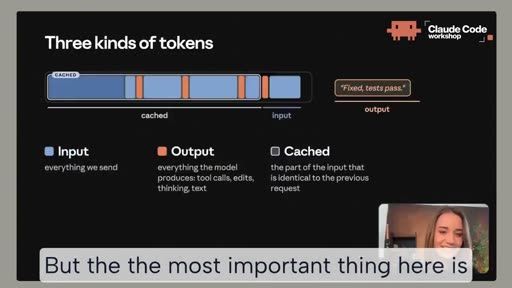 Claude Code
workshop
Three kinds of tokens
CACHED
"Fixed, tests pass."
cached
input
output
Input
everything we send
Output
everything the model
produces: tool calls, edits,
thinking, text
Cached
the part of the input that
is identical to the previous
request
But the the most important thing here is